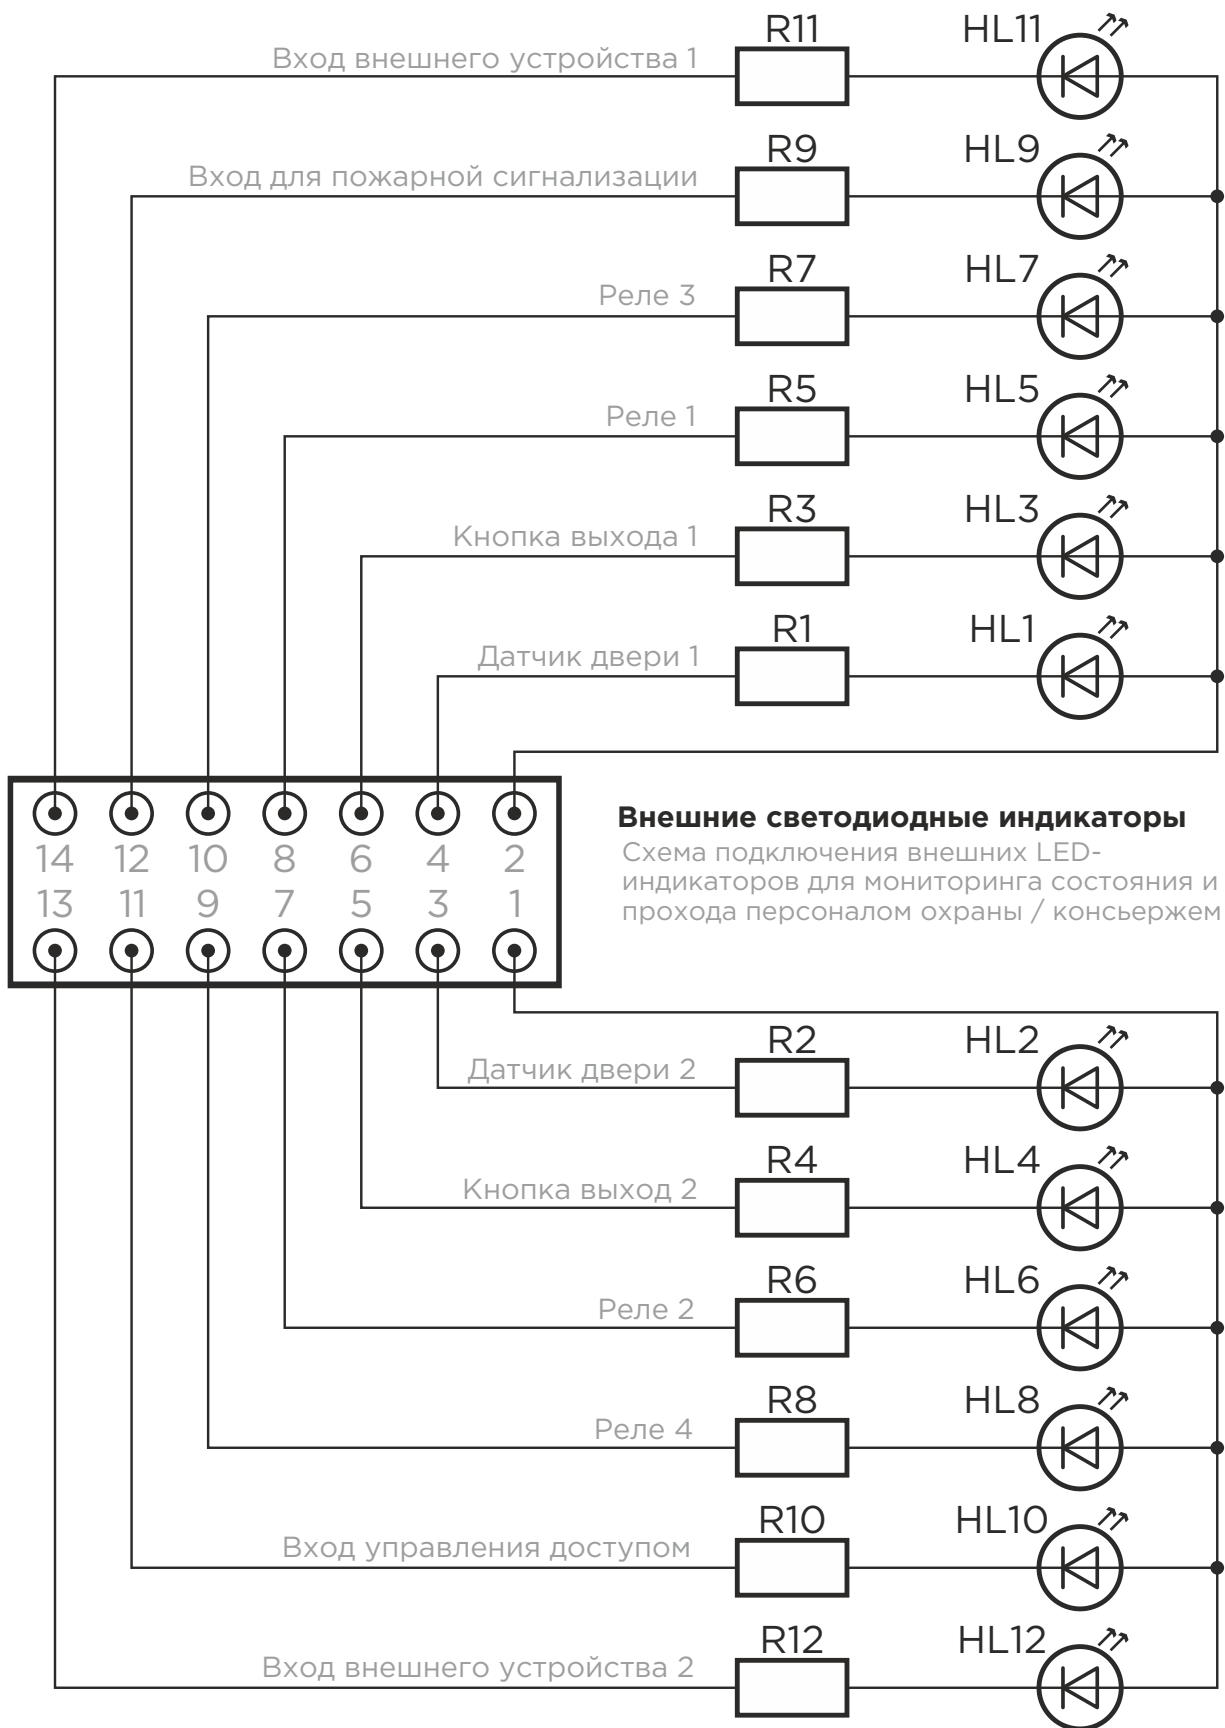 R11 HL11
Вход внешнего устройства 1
R9 HL9
Вход для пожарной сигнализации
R7 HL7
Реле 3
R5 HL5
Реле 1
R3 HL3
Кнопка выхода 1
R1 HL1
Датчик двери 1
14 12 10 8 6 4 2
13 11 9 7 5 3 1
Внешние светодиодные индикаторы
Схема подключения внешних LED-
индикаторов для мониторинга состояния и
прохода персоналом охраны / консьержем
R2 HL2
Датчик двери 2
R4 HL4
Кнопка выход 2
R6 HL6
Реле 2
R8 HL8
Реле 4
R10 HL10
Вход управления доступом
R12 HL12
Вход внешнего устройства 2